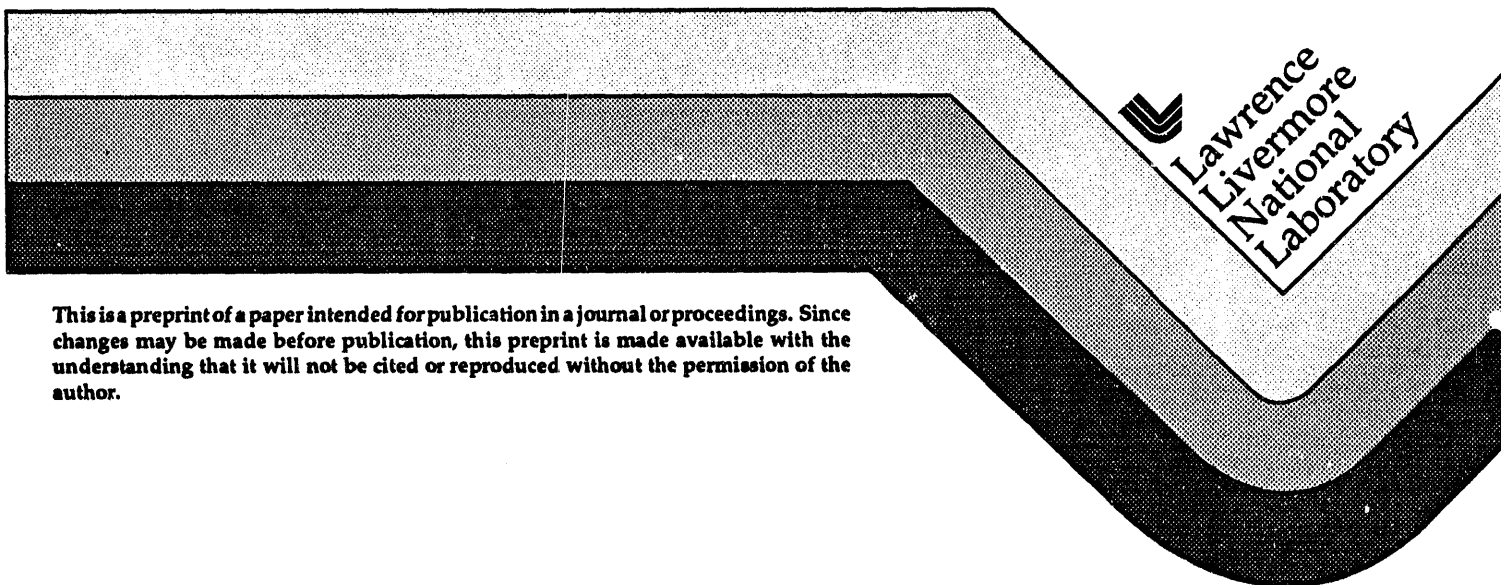 Lawrence
Livermore
National
Laboratory
This is a preprint of a paper intended for publication in a journal or proceedings. Since
changes may be made before publication, this preprint is made available with the
understanding that it will not be cited or reproduced without the permission of the
author.